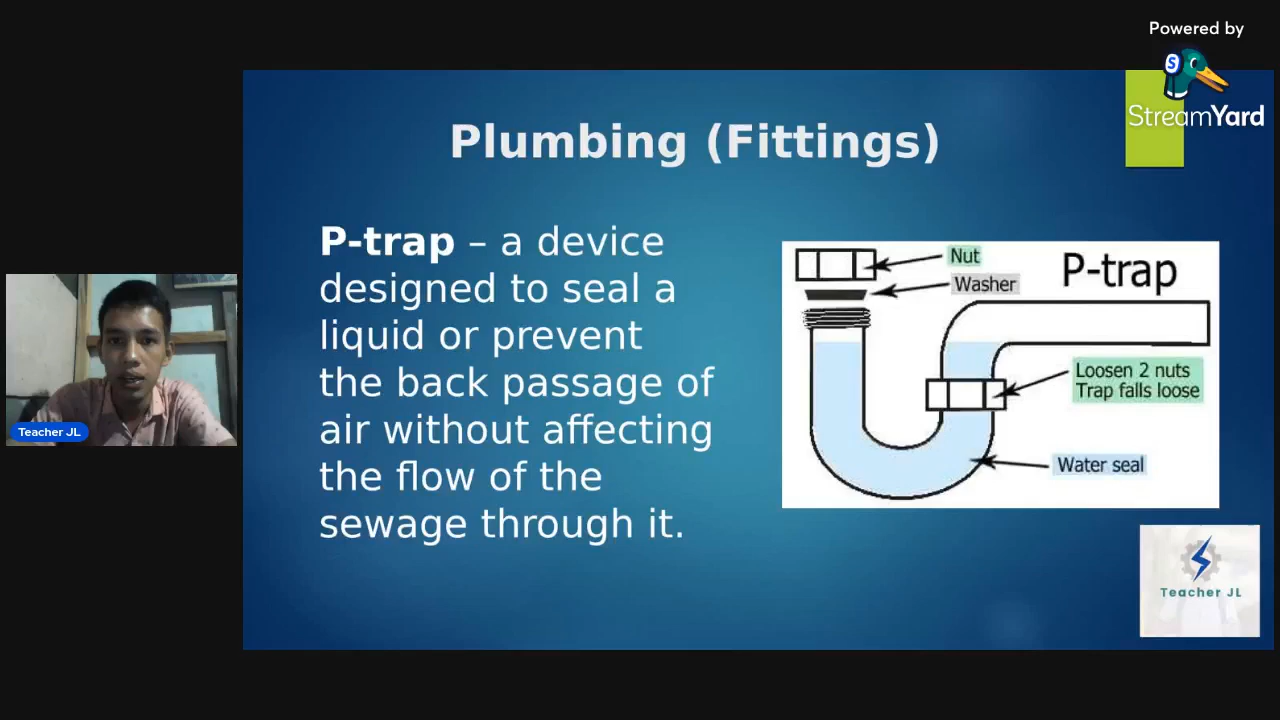 Powered by
StreamYard
Plumbing (Fittings)
P-trap – a device
designed to seal a
liquid or prevent
the back passage of
air without affecting
the flow of the
sewage through it.
Nut
Washer
P-trap
Loosen 2 nuts
Trap falls loose
Water seal
Teacher JL
Teacher JL